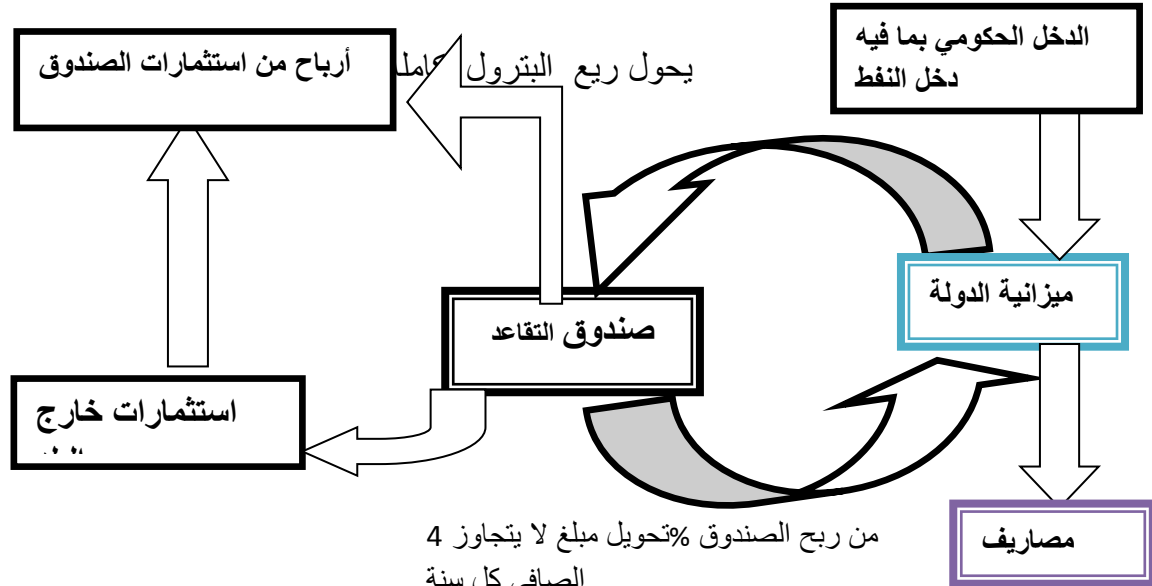 الدخل الحكومي بما فيه
دخل النفط
أرباح من استثمارات الصندوق
يحول ريع البترول كامله
ميزانية الدولة
صندوق التقاعد
استثمارات خارج
مصاريف
من ربح الصندوق %تحويل مبلغ لا يتجاوز 4
الصافي كل سنة